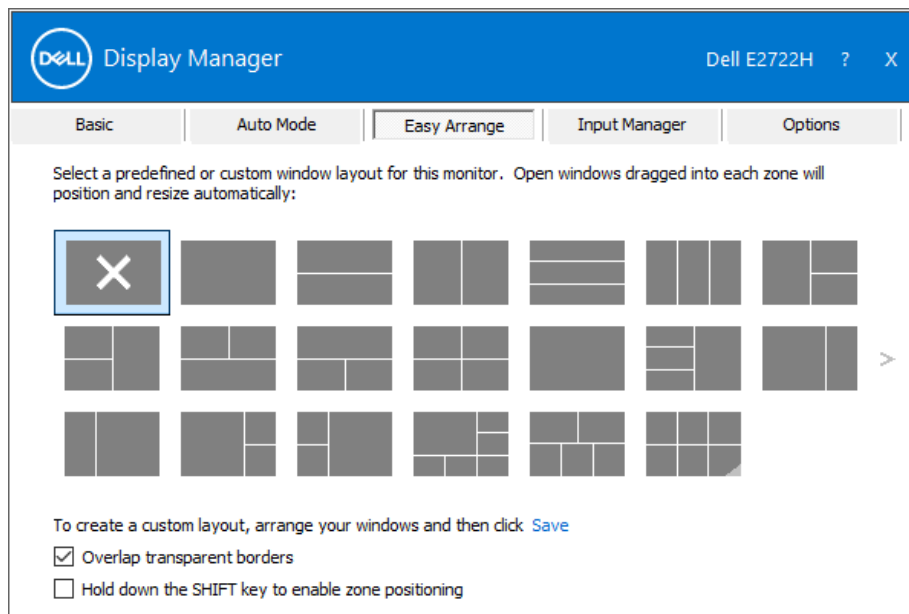 DELL Display Manager Dell E2722H ? X
Basic Auto Mode Easy Arrange Input Manager Options
Select a predefined or custom window layout for this monitor. Open windows dragged into each zone will
position and resize automatically:
>
To create a custom layout, arrange your windows and then click Save
Overlap transparent borders
Hold down the SHIFT key to enable zone positioning